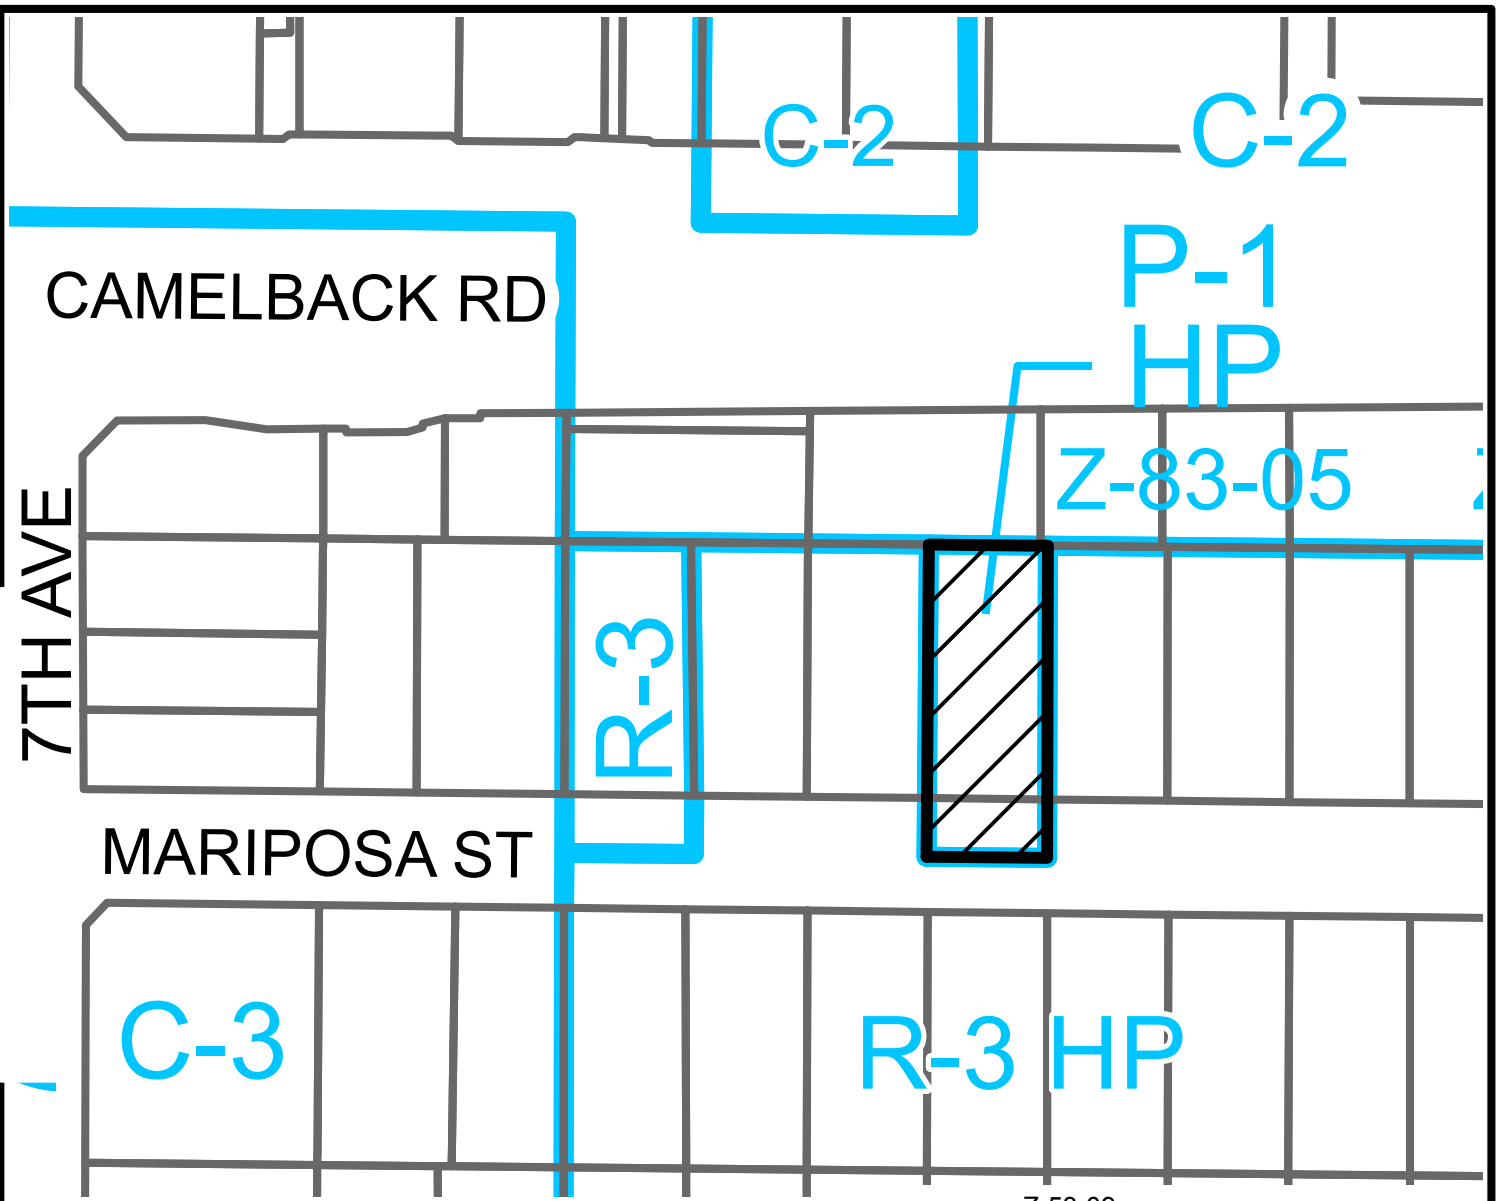 C-2
C-2
P-1
HP
CAMELBACK RD
Z-83-05
7TH AVE
R-3
MARIPOSA ST
C-3
R-3 HP